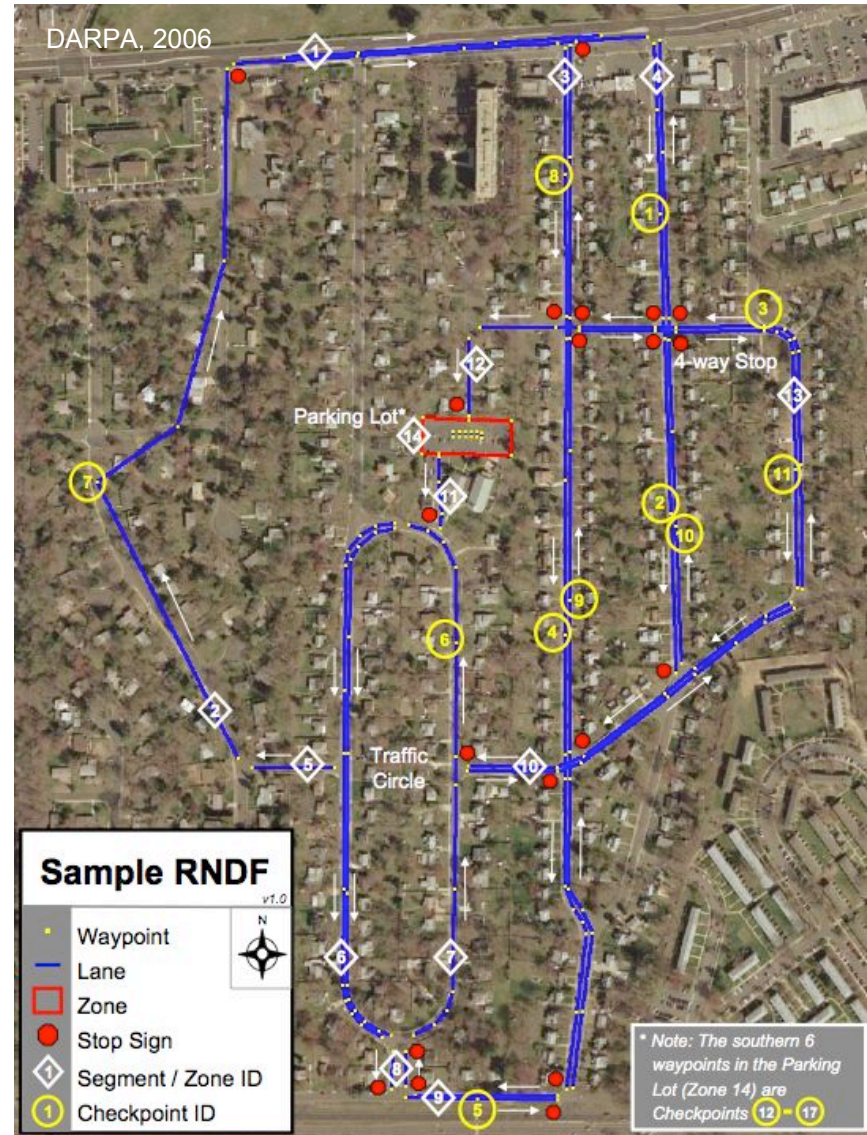 DARPA, 2006
1
3
4
8
1
3
4-way Stop
12
13
Parking Lot*
14
11
11
7
2
10
9
4
6
2
Traffic
Circle
5
10
6
7
8
9
5
Sample RNDF
v1.0
N
Waypoint
Lane
Zone
Stop Sign
1 Segment / Zone ID
1 Checkpoint ID
* Note: The southern 6
waypoints in the Parking
Lot (Zone 14) are
Checkpoints 12 - 17